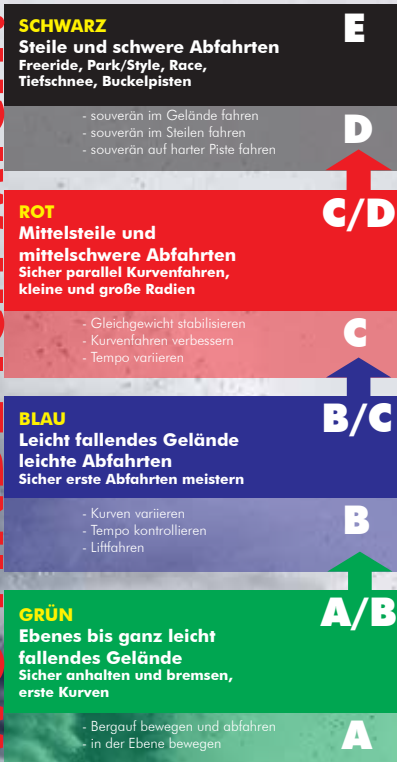 SCHWARZ
E
Steile und schwere Abfahrten
Freeride, Park/Style, Race,
Tiefschnee, Buckelpisten
- souverän im Gelände fahren
- souverän im Steilen fahren
- souverän auf harter Piste fahren
D
ROT
C/D
Mittelsteile und
mittelschwere Abfahrten
Sicher parallel Kurvenfahren,
kleine und große Radien
- Gleichgewicht stabilisieren
- Kurvenfahren verbessern
- Tempo variieren
C
BLAU
B/C
Leicht fallendes Gelände
leichte Abfahrten
Sicher erste Abfahrten meistern
- Kurven variieren
- Tempo kontrollieren
- Liftfahren
B
GRÜN
A/B
Ebenes bis ganz leicht
fallendes Gelände
Sicher anhalten und bremsen,
erste Kurven
- Bergauf bewegen und abfahren
- in der Ebene bewegen
A